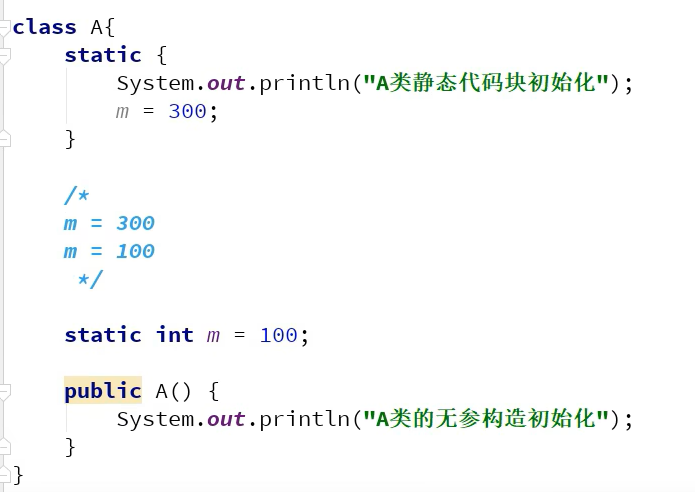 class A{
static {
System.out.println("A类静态代码块初始化");
m = 300;
}
/*
m = 300
m = 100
*/
static int m = 100;
public A() {
System.out.println("A类的无参构造初始化");
}
}